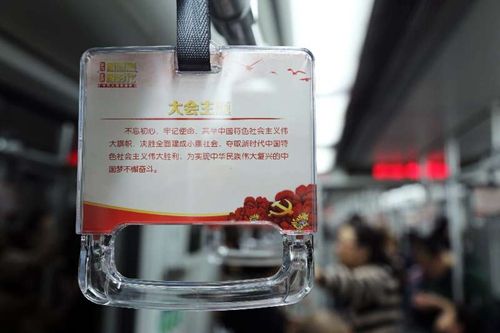 大会主题
不忘初心，牢记使命，高举中国特色社会主义伟
大旗帜，决胜全面建成小康社会，夺取新时代中国
特色社会主义伟大胜利，为实现中华民族伟大复兴的中
国梦不懈奋斗。